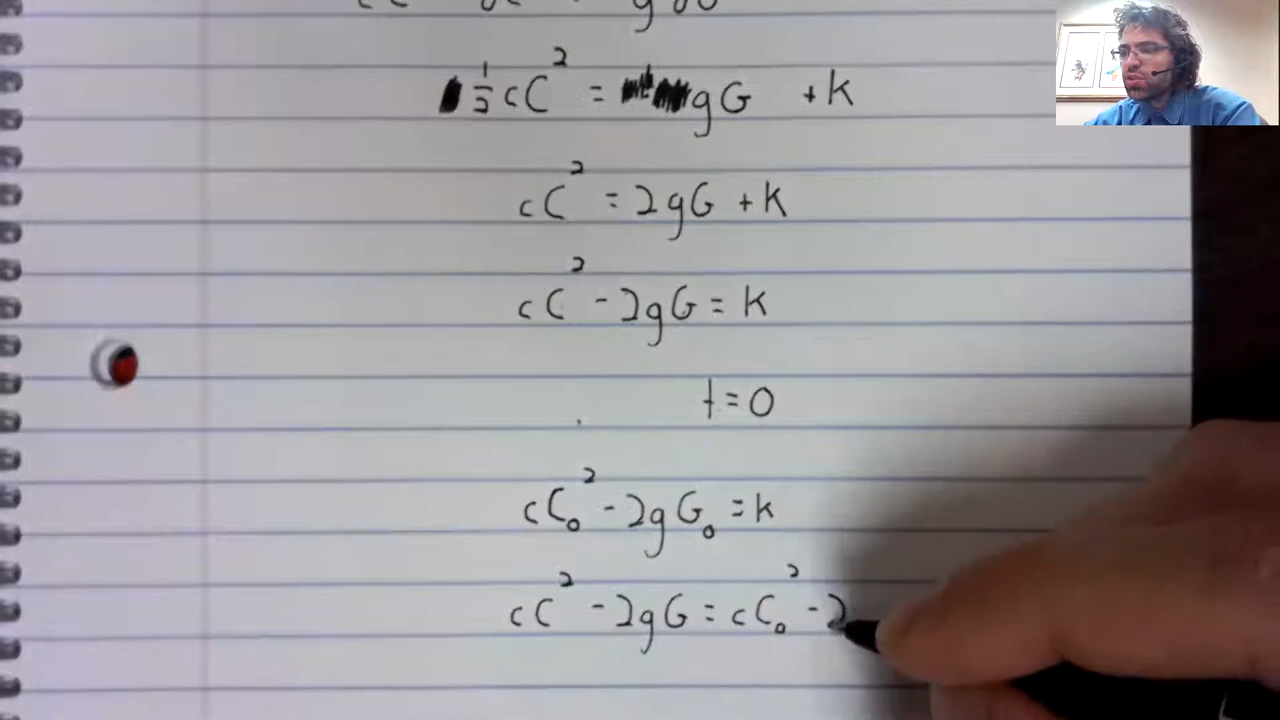 ½cC² = gG + k
cC² = 2gG + k
cC² - 2gG = k
t = 0
cC₀² - 2gG₀ = k
cC² - 2gG = cC₀² - 2